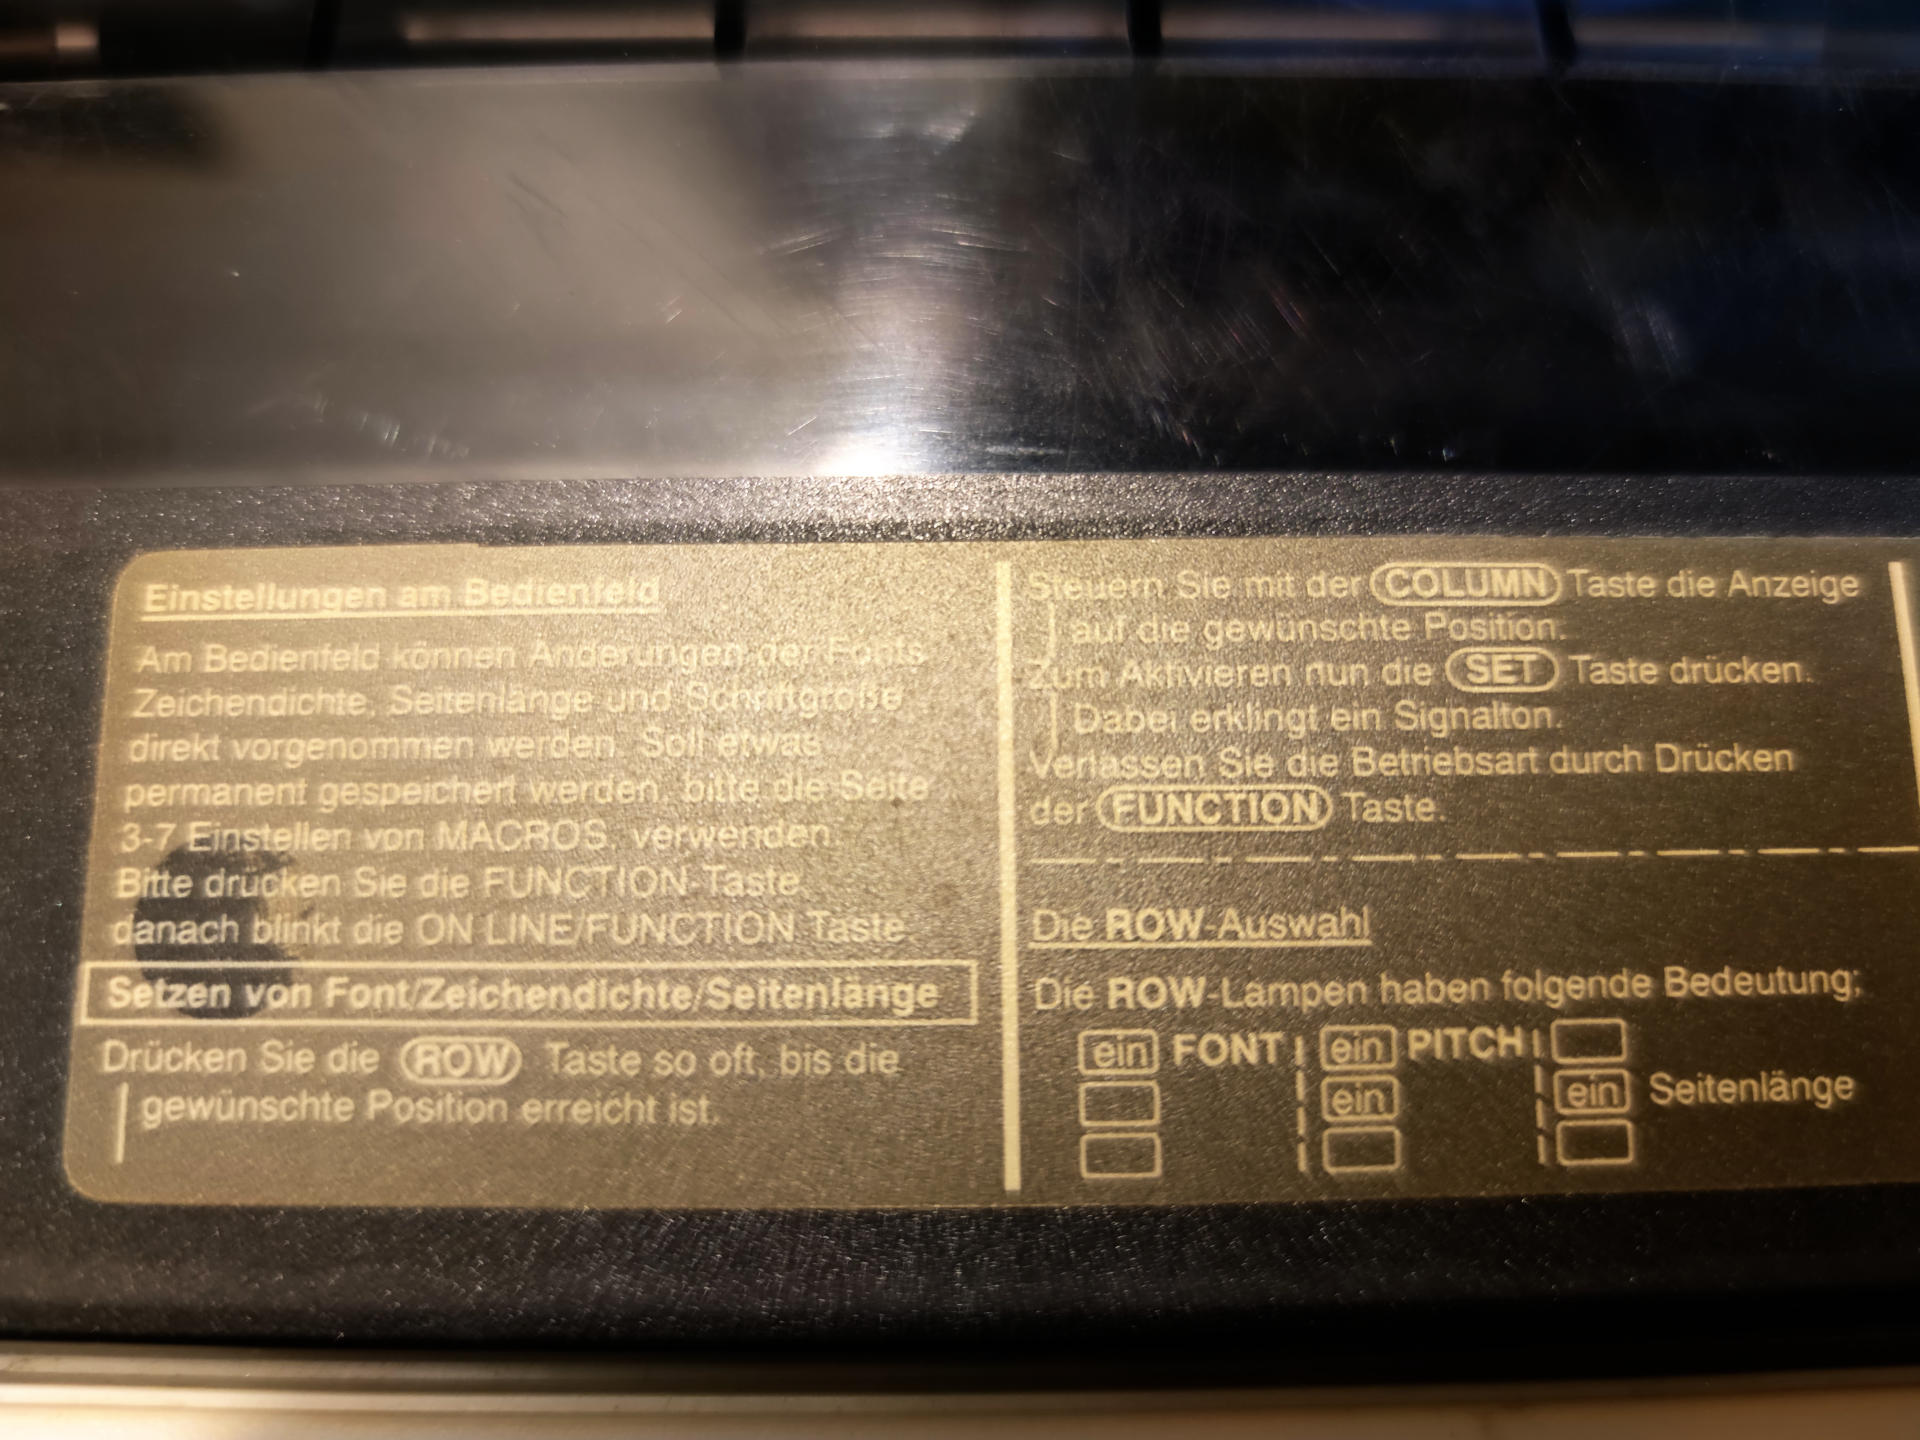 Einstellungen am Bedienfeld
Am Bedienfeld können Änderungen der Fonts
Zeichendichte, Seitenlänge und Schriftgröße
direkt vorgenommen werden. Soll etwas
permanent gespeichert werden, bitte die Seite
3-7 Einstellen von MACROS, verwenden.
Bitte drücken Sie die FUNCTION-Taste
danach blinkt die ON LINE/FUNCTION Taste
Setzen von Font/Zeichendichte/Seitenlänge
Drücken Sie die ROW Taste so oft, bis die
gewünschte Position erreicht ist.
Steuern Sie mit der COLUMN Taste die Anzeige
auf die gewünschte Position.
Zum Aktivieren nun die SET Taste drücken.
Dabei erklingt ein Signalton.
Verlassen Sie die Betriebsart durch Drücken
der FUNCTION Taste.
Die ROW-Auswahl
Die ROW-Lampen haben folgende Bedeutung;
ein FONT ein PITCH
ein ein Seitenlänge